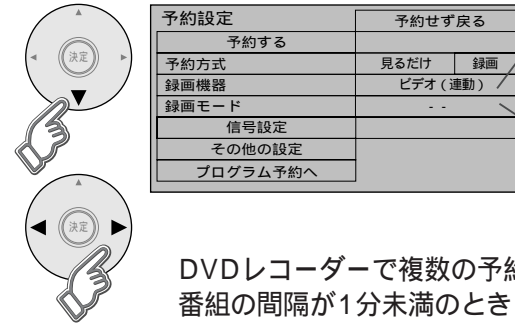 決定
予約設定 予約せず戻る
予約する
予約方式 見るだけ 録画
録画機器 ビデオ（連動）
録画モード - -
信号設定
その他の設定
プログラム予約へ
決定
DVDレコーダーで複数の予約
番組の間隔が1分未満のとき